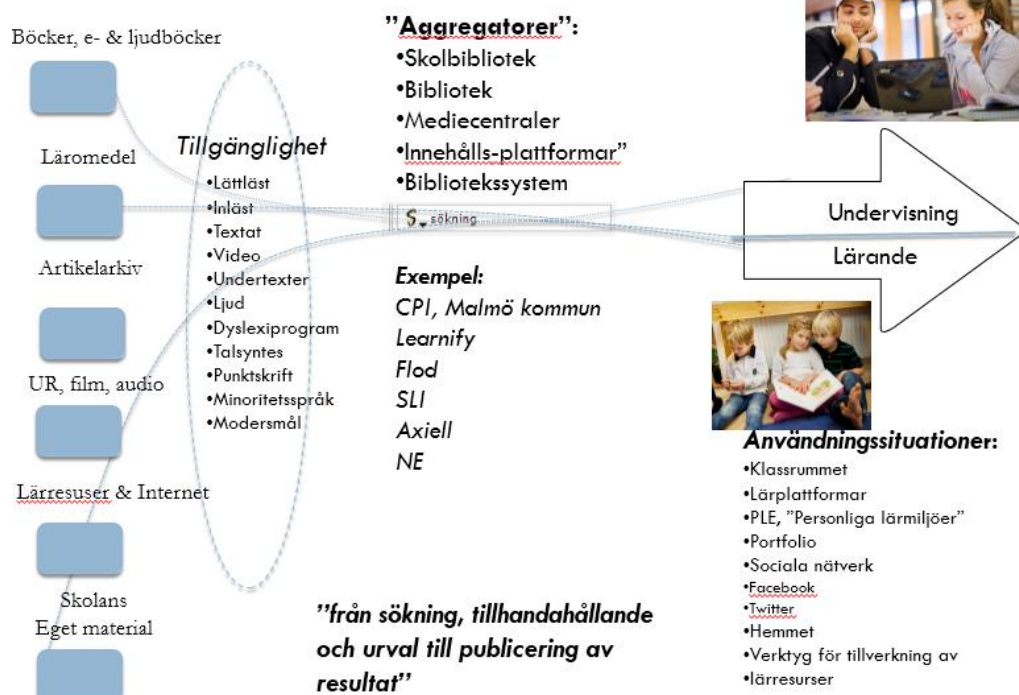 Böcker, e- & ljudböcker
Läromedel
Artikelarkiv
UR, film, audio
Lärresuser & Internet
Skolans
Eget material
Tillgänglighet
•Lättläst
•Inläst
•Textat
•Video
•Undertexter
•Ljud
•Dyslexiprogram
•Talsyntes
•Punktskrift
•Minoritetsspråk
•Modersmål
”Aggregatorer”:
•Skolbibliotek
•Bibliotek
•Mediecentraler
•Innehålls-plattformar”
•Bibliotekssystem
S sökning
Exempel:
CPI, Malmö kommun
Learnify
Flod
SLI
Axiell
NE
”från sökning, tillhandahållande
och urval till publicering av
resultat”
Undervisning
Lärande
Användningssituationer:
•Klassrummet
•Lärplattformar
•PLE, ”Personliga lärmiljöer”
•Portfolio
•Sociala nätverk
•Facebook
•Twitter
•Hemmet
•Verktyg för tillverkning av
•lärresurser